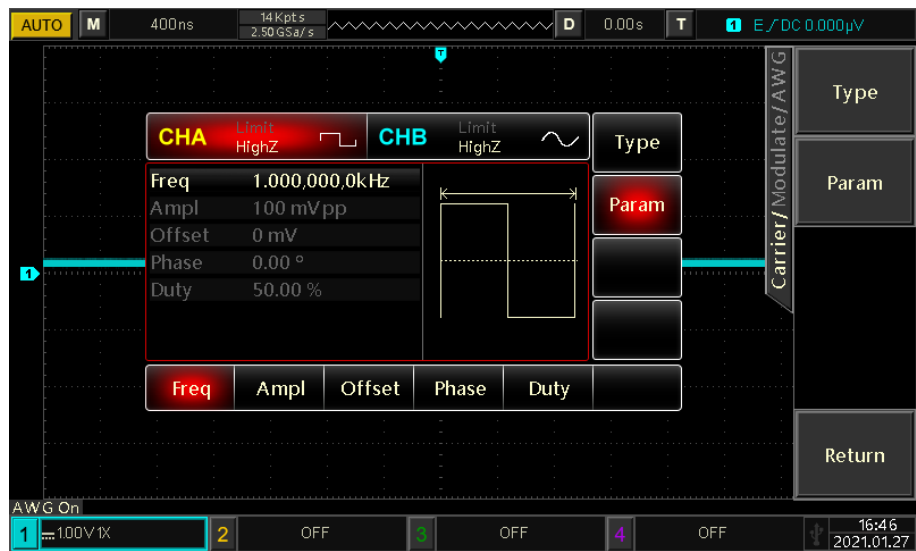 AUTO M 400ns 14Kpts 2.50GSa/s D 0.00s T 1 E DC 0.000μV
T
Carrier/Modulate/AWG
Type
Param
Return
CHA Limit HighZ CHB Limit HighZ
Type
Param
Freq 1.000,000,0kHz
Ampl 100 mVpp
Offset 0 mV
Phase 0.00 °
Duty 50.00 %
1
Freq Ampl Offset Phase Duty
AWG On
1 1.00V 1X 2 OFF 3 OFF 4 OFF 16:46
2021.01.27